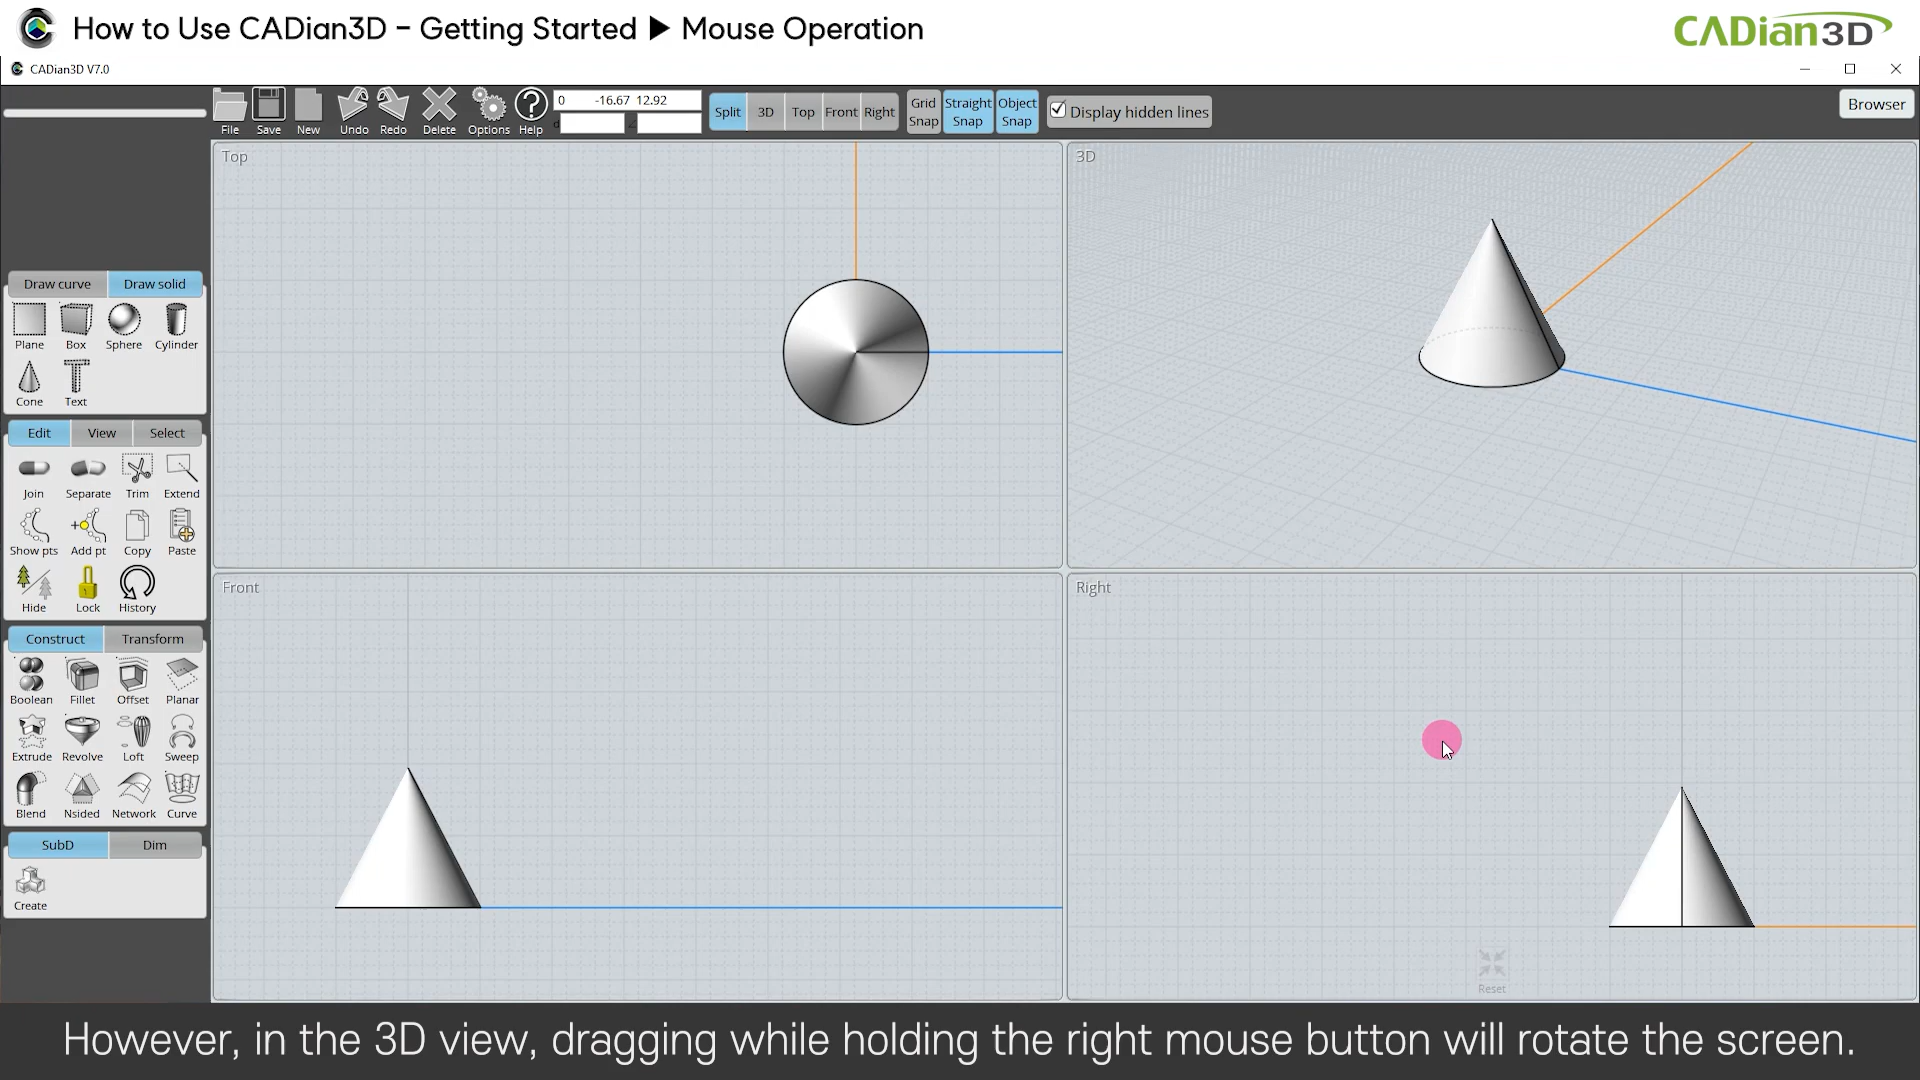 How to Use CADian3D - Getting Started ▶ Mouse Operation
CADian3D
CADian3D V7.0
File Save New Undo Redo Delete Options Help
0 -16.67 12.92
d
Split 3D Top Front Right
Grid Snap
Straight Snap
Object Snap
Display hidden lines
Browser
Draw curve Draw solid
Plane Box Sphere Cylinder
Cone Text
Edit View Select
Join Separate Trim Extend
Show pts Add pt Copy Paste
Hide Lock History
Construct Transform
Boolean Fillet Offset Planar
Extrude Revolve Loft Sweep
Blend Nsided Network Curve
SubD Dim
Create
Top
3D
Front
Right
Reset
However, in the 3D view, dragging while holding the right mouse button will rotate the screen.